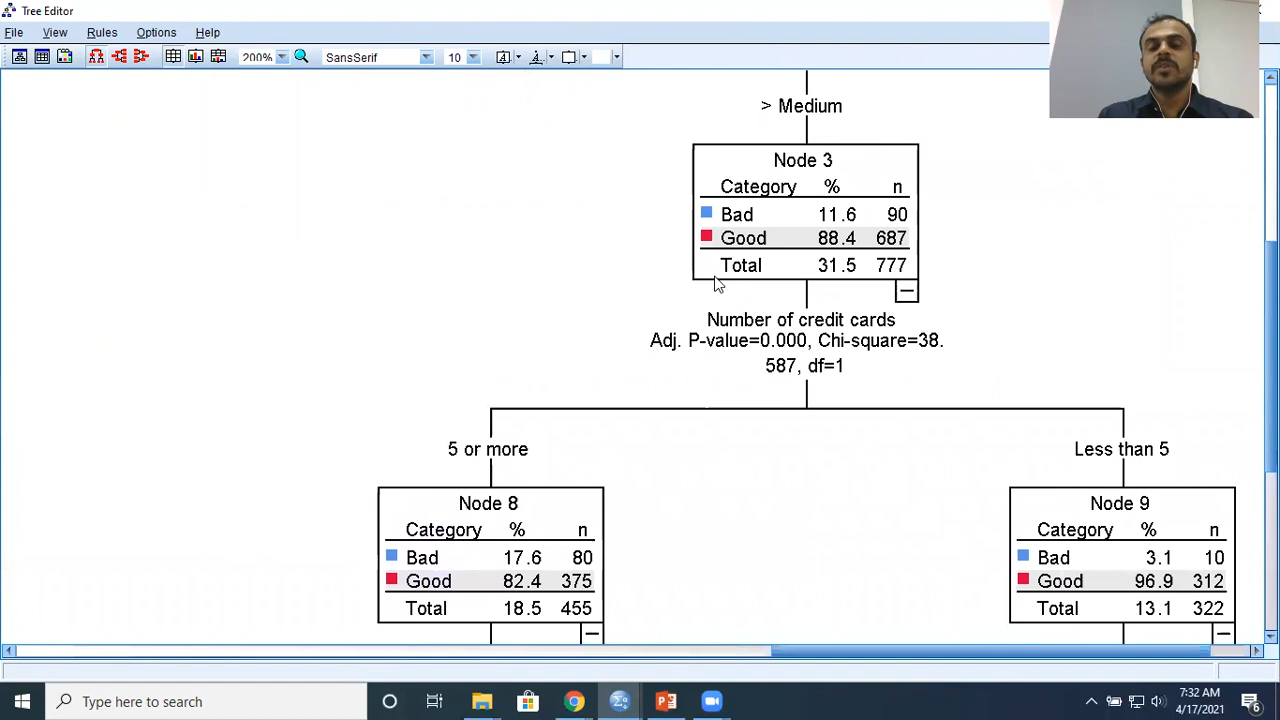 Tree Editor
File View Rules Options Help
200% SansSerif 10
> Medium
Node 3
Category % n
Bad 11.6 90
Good 88.4 687
Total 31.5 777
Number of credit cards
Adj. P-value=0.000, Chi-square=38.
587, df=1
5 or more
Less than 5
Node 8
Category % n
Bad 17.6 80
Good 82.4 375
Total 18.5 455
Node 9
Category % n
Bad 3.1 10
Good 96.9 312
Total 13.1 322
Type here to search
7:32 AM
4/17/2021
6